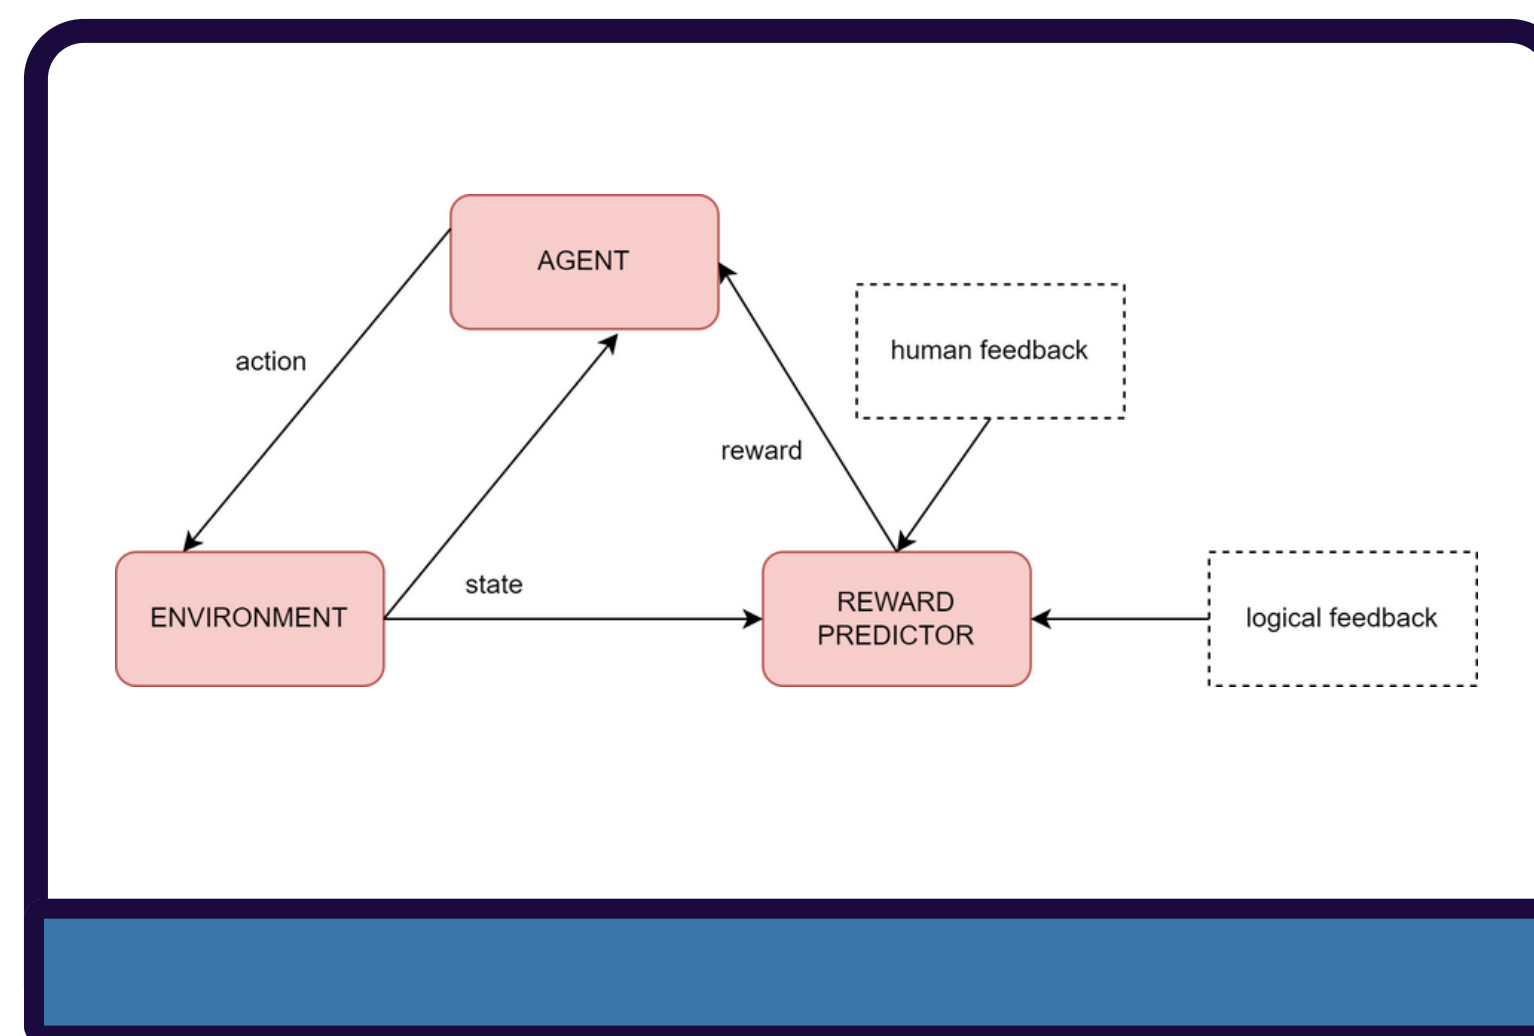 AGENT
human feedback
action
reward
state
ENVIRONMENT
REWARD
PREDICTOR
logical feedback